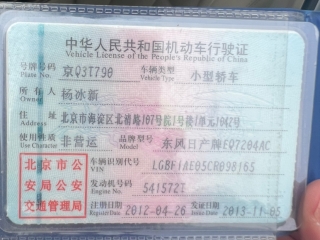 中华人民共和国机动车行驶证
Vehicle License of the People's Republic of China
号牌号码 京Q3T790 车辆类型 小型轿车
Plate No. Vehicle Type
所有人 杨冰新
Owner
住址 北京市海淀区北清路107号院1号楼1单元1942号
Address
使用性质 非营运 品牌型号 东风日产牌EQ7204AC
Use Character Model
北京市公 车辆识别代号 LGBF1AE05CR098165
VIN
安局公安 发动机号码 541572T
Engine No.
交通管理局 注册日期 2012-04-26 发证日期 2013-11-05
Register Date Issue Date